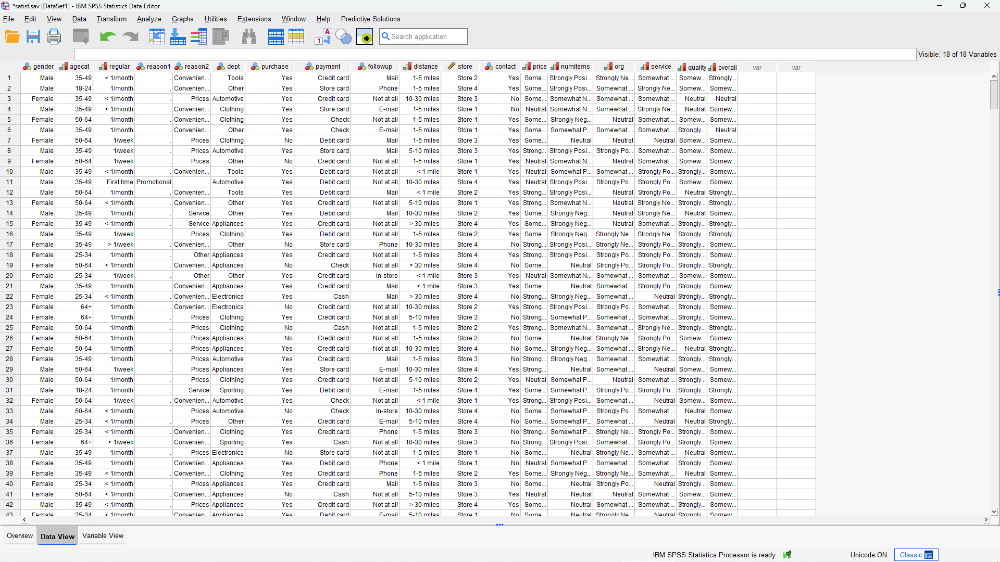 *satisf.sav [DataSet1] - IBM SPSS Statistics Data Editor
File Edit View Data Transform Analyze Graphs Utilities Extensions Window Help Predictive Solutions
Search application
Visible: 18 of 18 Variables
gender agecat regular reason1 reason2 dept purchase payment followup distance store contact price numitems org service quality overall var var
1 Male 35-49 < 1/month . Convenien... Tools Yes Credit card Mail 1-5 miles Store 2 Yes Some... Strongly Posi... Strongly Ne... Somewhat ... Somew... Strongly...
2 Male 18-24 1/month . Convenien... Other Yes Store card Phone 1-5 miles Store 4 Yes Some... Strongly Posi... Somewhat ... Strongly Ne... Somew... Somew...
3 Female 35-49 < 1/month . Prices Automotive Yes Credit card Not at all 10-30 miles Store 3 No Some... Somewhat N... Somewhat ... Somewhat ... Neutral Neutral
4 Male 35-49 < 1/month . Convenien... Clothing Yes Store card E-mail 1-5 miles Store 1 No Neutral Somewhat N... Somewhat ... Strongly Ne... Neutral Somew...
5 Female 50-64 1/month . Convenien... Clothing Yes Check Not at all 1-5 miles Store 1 Yes Some... Strongly Neg... Neutral Somewhat ... Somew... Somew...
6 Male 35-49 1/month . Convenien... Other Yes Check E-mail 1-5 miles Store 1 Yes Some... Somewhat P... Somewhat ... Somewhat ... Strongly... Neutral
7 Female 50-64 1/week . Prices Clothing No Debit card Mail 1-5 miles Store 3 Yes Some... Neutral Neutral Neutral Somew... Somew...
8 Male 35-49 1/week . Prices Automotive Yes Store card Mail 5-10 miles Store 3 Yes Strong... Strongly Posi... Strongly Po... Somewhat ... Somew... Somew...
9 Female 50-64 1/week . Prices Other No Credit card Not at all 1-5 miles Store 1 Yes Neutral Somewhat N... Neutral Somewhat ... Somew... Somew...
10 Male 35-49 < 1/month . Convenien... Tools Yes Debit card Not at all < 1 mile Store 1 Yes Neutral Somewhat P... Somewhat ... Strongly Po... Strongly... Somew...
11 Male 35-49 First time Promotional . Automotive Yes Debit card Not at all 10-30 miles Store 4 Yes Neutral Strongly Posi... Strongly Po... Strongly Po... Somew... Somew...
12 Male 50-64 1/month . Convenien... Tools Yes Debit card Mail < 1 mile Store 2 Yes Strong... Strongly Posi... Neutral Strongly Po... Neutral Strongly...
13 Female 50-64 < 1/month . Convenien... Other Yes Credit card Not at all 5-10 miles Store 1 Yes Strong... Somewhat N... Neutral Strongly Ne... Strongly... Somew...
14 Male 35-49 1/month . Service Other Yes Debit card Mail 10-30 miles Store 2 Yes Some... Strongly Neg... Neutral Strongly Ne... Neutral Somew...
15 Female 35-49 < 1/month . Service Appliances Yes Credit card Not at all > 30 miles Store 4 Yes Some... Strongly Neg... Neutral Somewhat ... Strongly... Strongly...
16 Male 35-49 1/week . Prices Clothing Yes Debit card Not at all 1-5 miles Store 2 Yes Some... Strongly Neg... Strongly Ne... Strongly Ne... Strongly... Somew...
17 Female 35-49 > 1/week . Convenien... Other No Store card Phone 10-30 miles Store 4 No Strong... Strongly Posi... Strongly Ne... Strongly Po... Strongly... Somew...
18 Female 25-34 1/month . Other Appliances Yes Credit card Not at all 1-5 miles Store 4 Yes Strong... Strongly Posi... Strongly Po... Strongly Po... Strongly... Somew...
19 Female 50-64 < 1/month . Convenien... Appliances No Check Not at all > 30 miles Store 4 No Some... Neutral Strongly Po... Strongly Po... Strongly... Strongly...
20 Female 25-34 1/week . Other Other Yes Credit card In-store < 1 mile Store 3 Yes Neutral Somewhat N... Somewhat ... Somewhat ... Somew... Somew...
21 Male 35-49 1/month . Convenien... Appliances Yes Credit card Mail < 1 mile Store 3 Yes Some... Neutral Somewhat ... Strongly Po... Strongly... Somew...
22 Female 25-34 < 1/month . Convenien... Electronics Yes Cash Mail > 30 miles Store 4 No Strong... Strongly Neg... Somewhat ... Neutral Strongly... Strongly...
23 Female 64+ 1/month . Convenien... Electronics No Credit card Not at all 10-30 miles Store 2 Yes Strong... Strongly Posi... Strongly Po... Somewhat ... Strongly... Somew...
24 Female 64+ 1/month . Prices Clothing Yes Credit card Not at all 5-10 miles Store 3 No Strong... Somewhat P... Somewhat ... Somewhat ... Strongly... Somew...
25 Female 50-64 1/month . Prices Clothing No Cash Not at all 1-5 miles Store 2 Yes Strong... Somewhat N... Somewhat ... Strongly Ne... Strongly... Strongly...
26 Female 50-64 1/month . Prices Appliances No Credit card Not at all 1-5 miles Store 2 No Some... Neutral Strongly Ne... Strongly Po... Somew... Somew...
27 Female 50-64 1/month . Prices Appliances Yes Credit card Not at all 10-30 miles Store 4 No Some... Strongly Neg... Somewhat ... Strongly Ne... Neutral Strongly...
28 Female 35-49 1/month . Prices Automotive Yes Credit card Mail 1-5 miles Store 3 No Strong... Strongly Neg... Somewhat ... Somewhat ... Strongly... Strongly...
29 Male 50-64 1/week . Prices Appliances Yes Store card E-mail 10-30 miles Store 4 Yes Strong... Neutral Somewhat ... Neutral Somew... Somew...
30 Male 50-64 1/month . Prices Clothing Yes Credit card Not at all 5-10 miles Store 2 Yes Neutral Somewhat P... Neutral Somewhat ... Strongly... Somew...
31 Male 18-24 1/month . Service Sporting Yes Debit card E-mail 1-5 miles Store 4 Yes Some... Somewhat P... Strongly Po... Strongly Po... Strongly... Strongly...
32 Female 50-64 1/week . Convenien... Automotive Yes Check Not at all < 1 mile Store 1 Yes Strong... Strongly Posi... Somewhat ... Neutral Somew... Somew...
33 Male 50-64 < 1/month . Prices Automotive No Check In-store 10-30 miles Store 4 No Some... Somewhat P... Strongly Po... Somewhat ... Neutral Somew...
34 Male 25-34 < 1/month . Prices Other Yes Credit card E-mail 5-10 miles Store 4 No Some... Somewhat P... Somewhat ... Neutral Neutral Strongly...
35 Female 25-34 < 1/month . Convenien... Clothing Yes Credit card Phone 1-5 miles Store 3 No Strong... Somewhat P... Strongly Ne... Strongly Po... Strongly... Somew...
36 Female 64+ > 1/week . Convenien... Sporting Yes Cash Not at all 10-30 miles Store 3 No Strong... Strongly Posi... Somewhat ... Strongly Po... Strongly... Somew...
37 Male 35-49 1/month . Prices Electronics No Store card Not at all 1-5 miles Store 1 No Some... Neutral Strongly Ne... Somewhat ... Neutral Somew...
38 Female 35-49 1/month . Convenien... Appliances Yes Debit card Phone < 1 mile Store 1 No Neutral Somewhat P... Somewhat ... Somewhat ... Strongly... Somew...
39 Female 35-49 < 1/month . Convenien... Clothing Yes Credit card Phone 1-5 miles Store 2 Yes Some... Strongly Neg... Strongly Ne... Somewhat ... Neutral Somew...
40 Female 25-34 < 1/month . Prices Appliances Yes Credit card Mail 1-5 miles Store 3 No Some... Neutral Strongly Po... Neutral Strongly... Somew...
41 Female 50-64 < 1/month . Convenien... Appliances No Cash Not at all 5-10 miles Store 3 Yes Neutral Neutral Neutral Somewhat ... Somew... Somew...
42 Male 35-49 < 1/month . Prices Appliances Yes Credit card Not at all > 30 miles Store 4 Yes Some... Neutral Somewhat ... Somewhat ... Strongly... Somew...
43 Female 25-34 < 1/month . Convenien... Appliances Yes Debit card E-mail 5-10 miles Store 1 No Some... Neutral Strongly Ne... Neutral Strongly... Somew...
Overview Data View Variable View
IBM SPSS Statistics Processor is ready Unicode:ON Classic